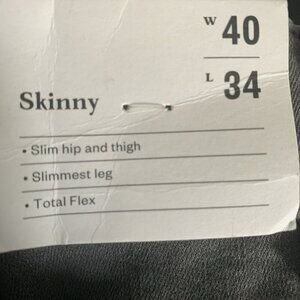 W 40
L 34
Skinny
• Slim hip and thigh
• Slimmest leg
• Total Flex